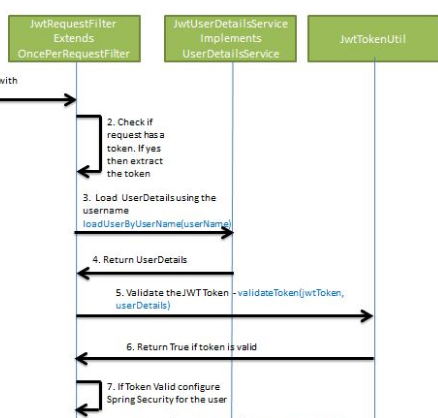 JwtRequestFilter
Extends
OncePerRequestFilter
JwtUserDetailsService
Implements
UserDetailsService
JwtTokenUtil
with
2. Check if
request has a
token. If yes
then extract
the token
3. Load UserDetails using the
username
loadUserByUserName(userName)
4. Return UserDetails
5. Validate the JWT Token - validateToken(jwtToken,
userDetails)
6. Return True if token is valid
7. If Token Valid configure
Spring Security for the user